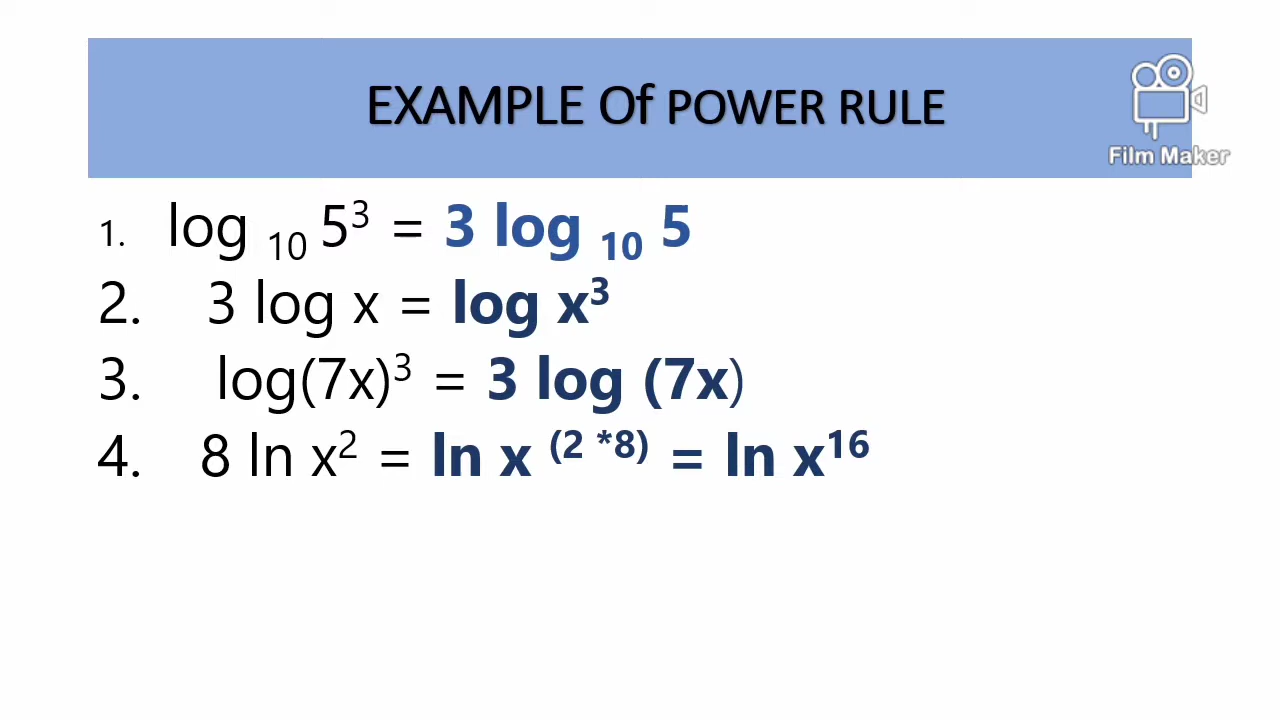 EXAMPLE Of POWER RULE
Film Maker
1. log ₁₀ 5³ = 3 log ₁₀ 5
2. 3 log x = log x³
3. log(7x)³ = 3 log (7x)
4. 8 ln x² = ln x ⁽² *⁸⁾ = ln x¹⁶